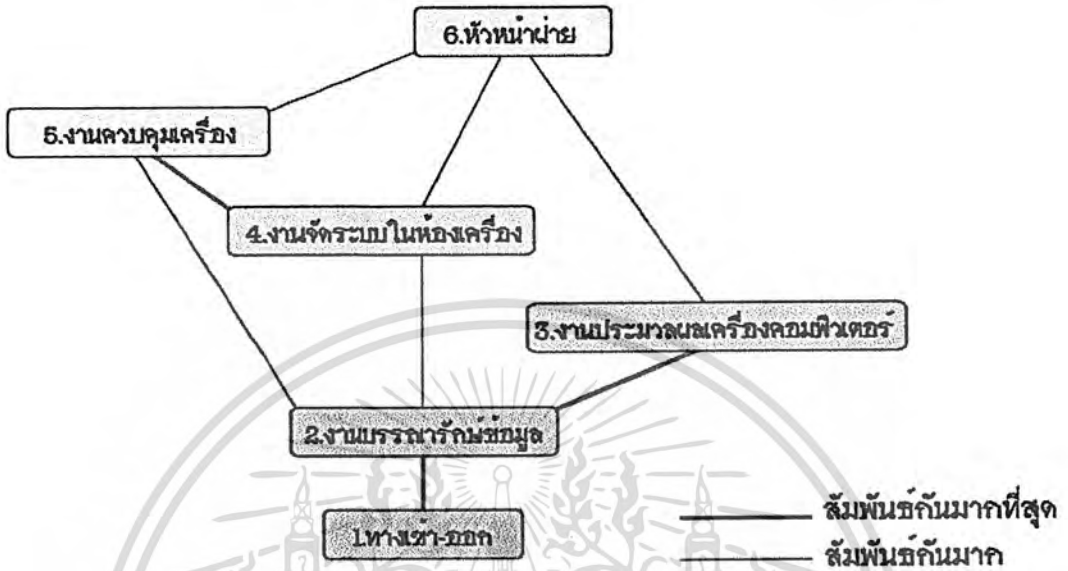 6.หัวหน้าฝ่าย
5.งานควบคุมเครื่อง
4.งานจัดระบบในห้องเครื่อง
3.งานประมวลผลเครื่องคอมพิวเตอร์
2.งานบรรณารักษ์ข้อมูล
1.ทางเข้า-ออก
สัมพันธ์กันมากที่สุด
สัมพันธ์กันมาก